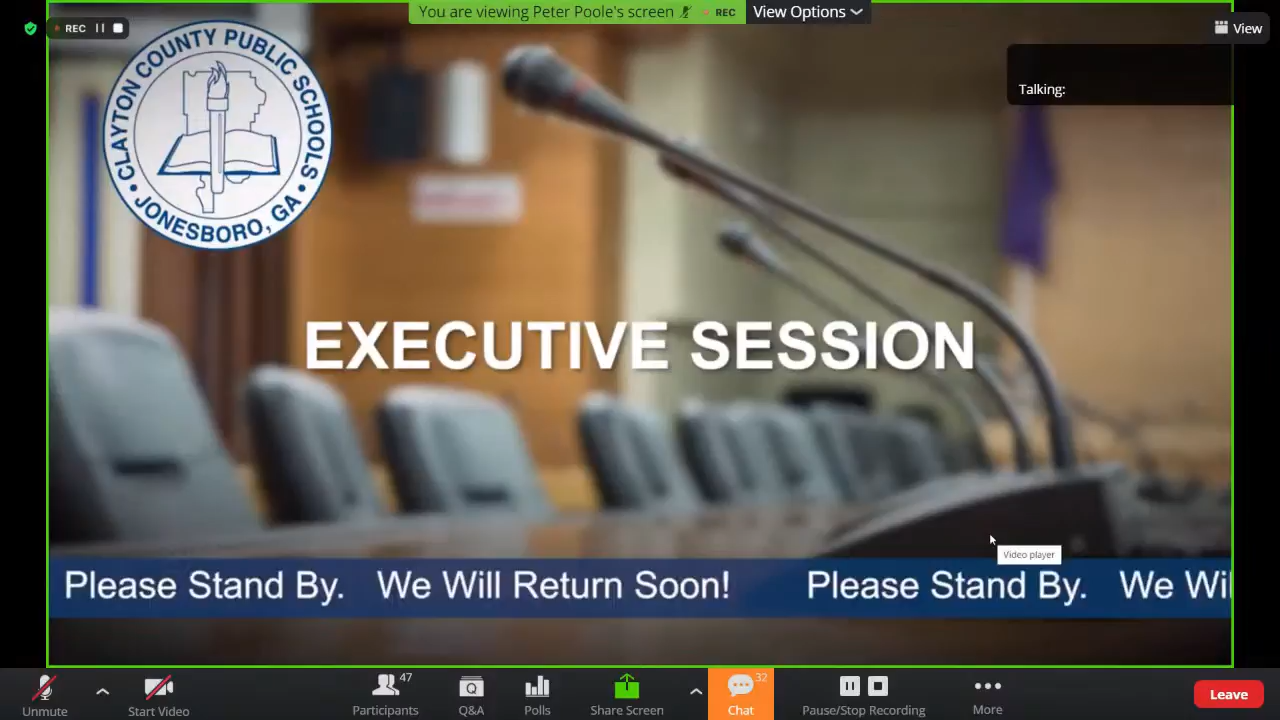 You are viewing Peter Poole's screen
REC
View Options
REC
View
Talking:
CLAYTON COUNTY PUBLIC SCHOOLS
JONESBORO, GA
EXECUTIVE SESSION
Video player
Please Stand By. We Will Return Soon! Please Stand By. We Wil
Unmute
Start Video
Participants
47
Q&A
Polls
Share Screen
Chat
32
Pause/Stop Recording
More
Leave